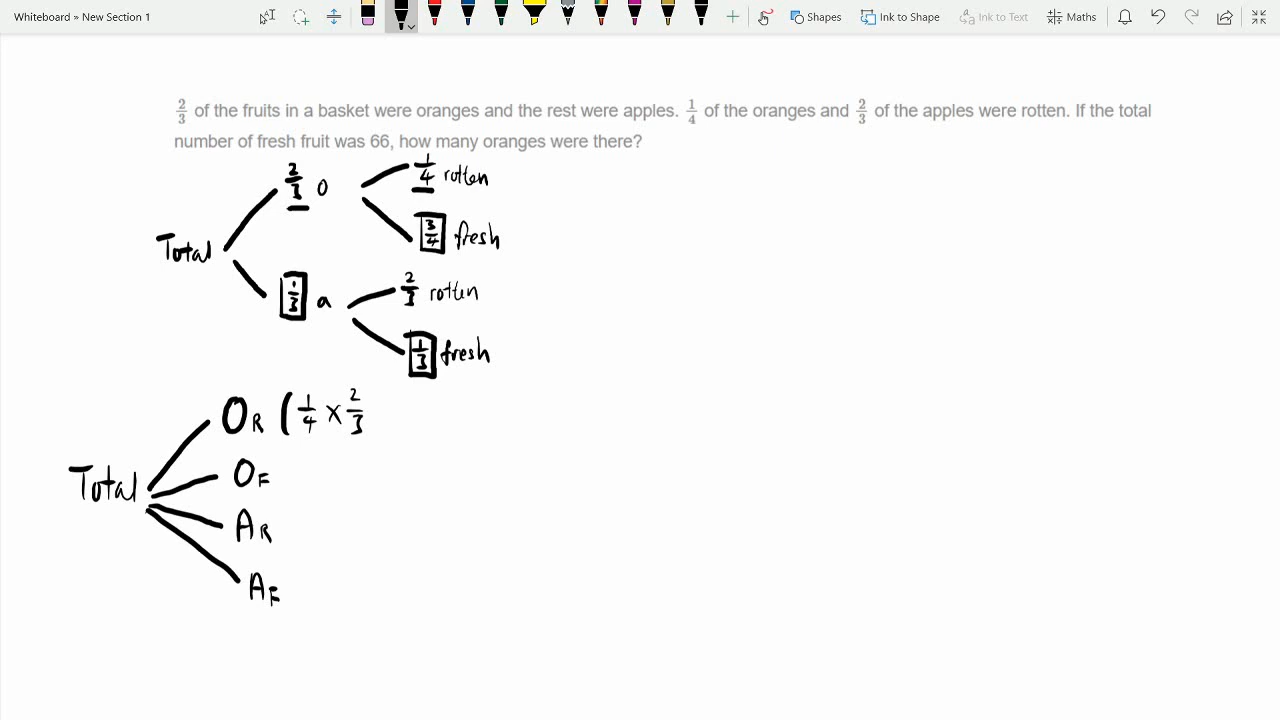 Whiteboard » New Section 1
Shapes Ink to Shape Ink to Text Maths
2/3 of the fruits in a basket were oranges and the rest were apples. 1/4 of the oranges and 2/3 of the apples were rotten. If the total
number of fresh fruit was 66, how many oranges were there?
1/4 rotten
2/3 O
3/4 fresh
Total
2/3 rotten
1/3 a
1/3 fresh
OR (1/4 × 2/3
OF
Total
AR
AF